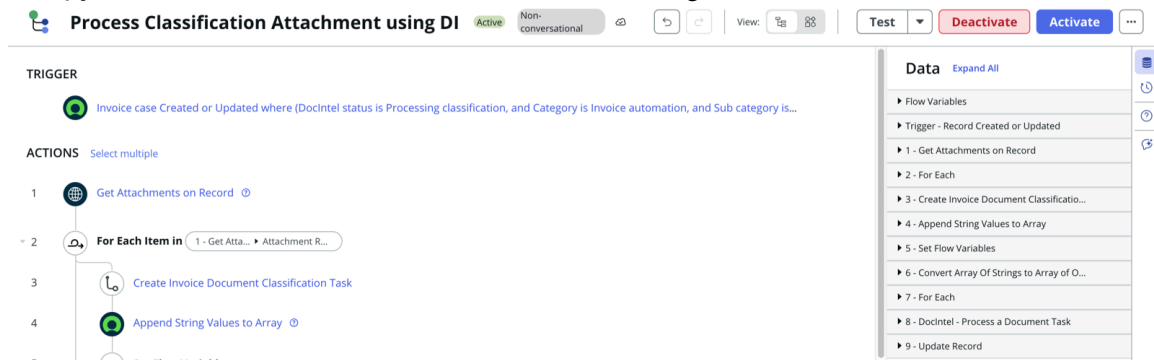 Process Classification Attachment using DI
Active
Non-conversational
View:
Test
Deactivate
Activate
TRIGGER
Invoice case Created or Updated where (DocIntel status is Processing classification, and Category is Invoice automation, and Sub category is...
ACTIONS Select multiple
1 Get Attachments on Record
2 For Each Item in 1 - Get Atta... ▸ Attachment R...
3 Create Invoice Document Classification Task
4 Append String Values to Array
Data Expand All
Flow Variables
Trigger - Record Created or Updated
1 - Get Attachments on Record
2 - For Each
3 - Create Invoice Document Classificatio...
4 - Append String Values to Array
5 - Set Flow Variables
6 - Convert Array Of Strings to Array of O...
7 - For Each
8 - DocIntel - Process a Document Task
9 - Update Record